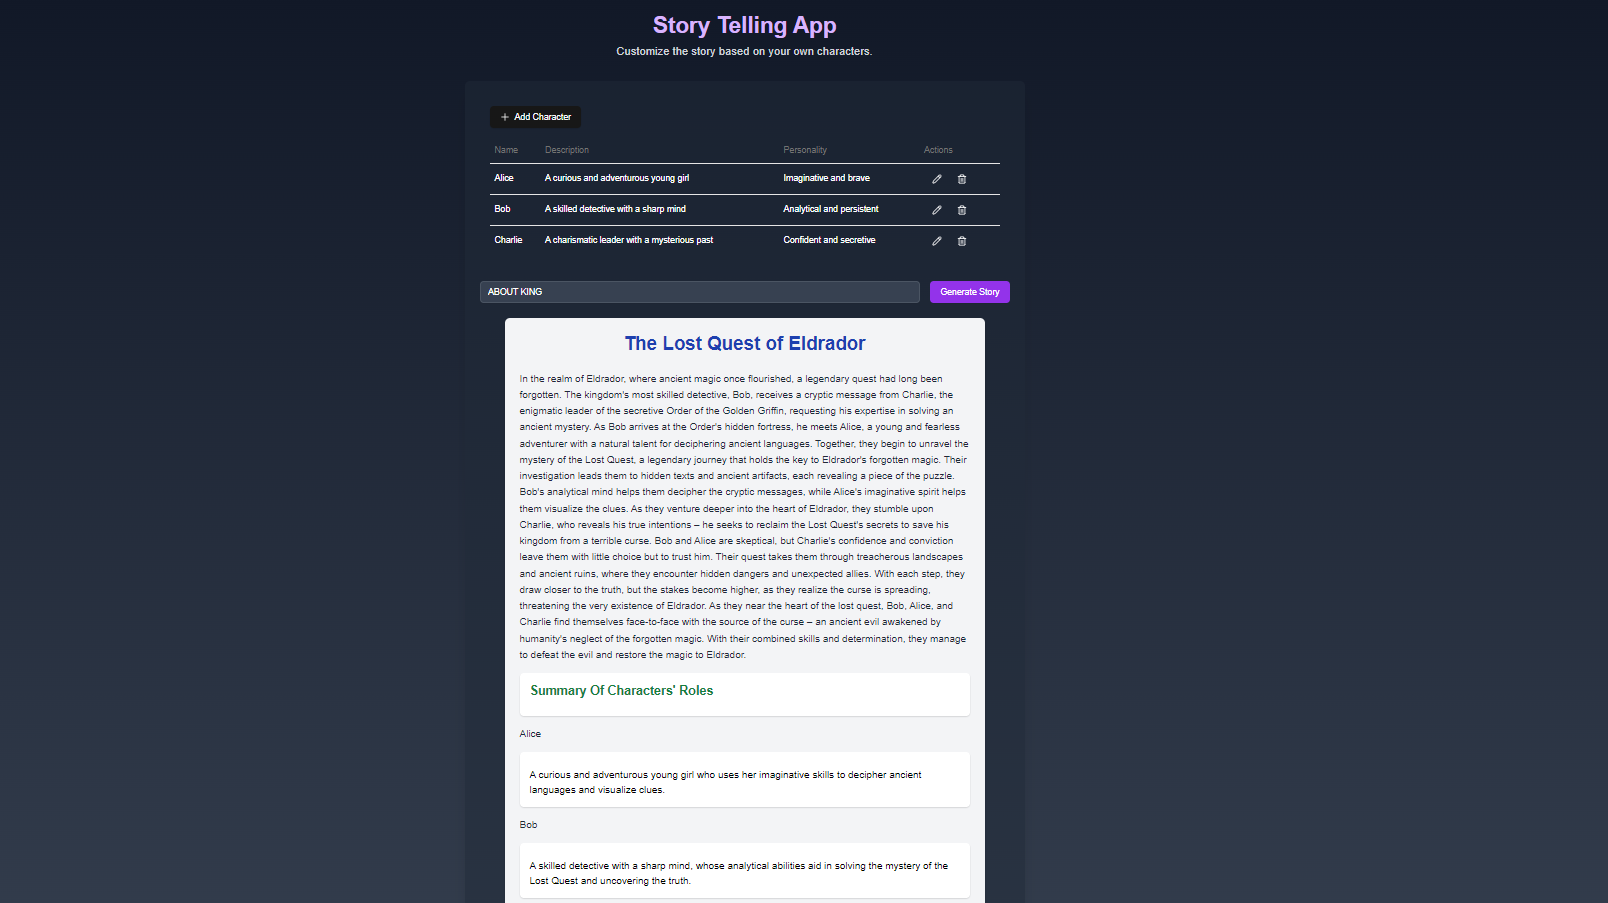 Story Telling App
Customize the story based on your own characters.
Add Character
Name Description Personality Actions
Alice A curious and adventurous young girl Imaginative and brave
Bob A skilled detective with a sharp mind Analytical and persistent
Charlie A charismatic leader with a mysterious past Confident and secretive
ABOUT KING Generate Story
The Lost Quest of Eldrador
In the realm of Eldrador, where ancient magic once flourished, a legendary quest had long been
forgotten. The kingdom's most skilled detective, Bob, receives a cryptic message from Charlie, the
enigmatic leader of the secretive Order of the Golden Griffin, requesting his expertise in solving an
ancient mystery. As Bob arrives at the Order's hidden fortress, he meets Alice, a young and fearless
adventurer with a natural talent for deciphering ancient languages. Together, they begin to unravel the
mystery of the Lost Quest, a legendary journey that holds the key to Eldrador's forgotten magic. Their
investigation leads them to hidden texts and ancient artifacts, each revealing a piece of the puzzle.
Bob's analytical mind helps them decipher the cryptic messages, while Alice's imaginative spirit helps
them visualize the clues. As they venture deeper into the heart of Eldrador, they stumble upon
Charlie, who reveals his true intentions – he seeks to reclaim the Lost Quest's secrets to save his
kingdom from a terrible curse. Bob and Alice are skeptical, but Charlie's confidence and conviction
leave them with little choice but to trust him. Their quest takes them through treacherous landscapes
and ancient ruins, where they encounter hidden dangers and unexpected allies. With each step, they
draw closer to the truth, but the stakes become higher, as they realize the curse is spreading,
threatening the very existence of Eldrador. As they near the heart of the lost quest, Bob, Alice, and
Charlie find themselves face-to-face with the source of the curse – an ancient evil awakened by
humanity's neglect of the forgotten magic. With their combined skills and determination, they manage
to defeat the evil and restore the magic to Eldrador.
Summary Of Characters' Roles
Alice
A curious and adventurous young girl who uses her imaginative skills to decipher ancient
languages and visualize clues.
Bob
A skilled detective with a sharp mind, whose analytical abilities aid in solving the mystery of the
Lost Quest and uncovering the truth.